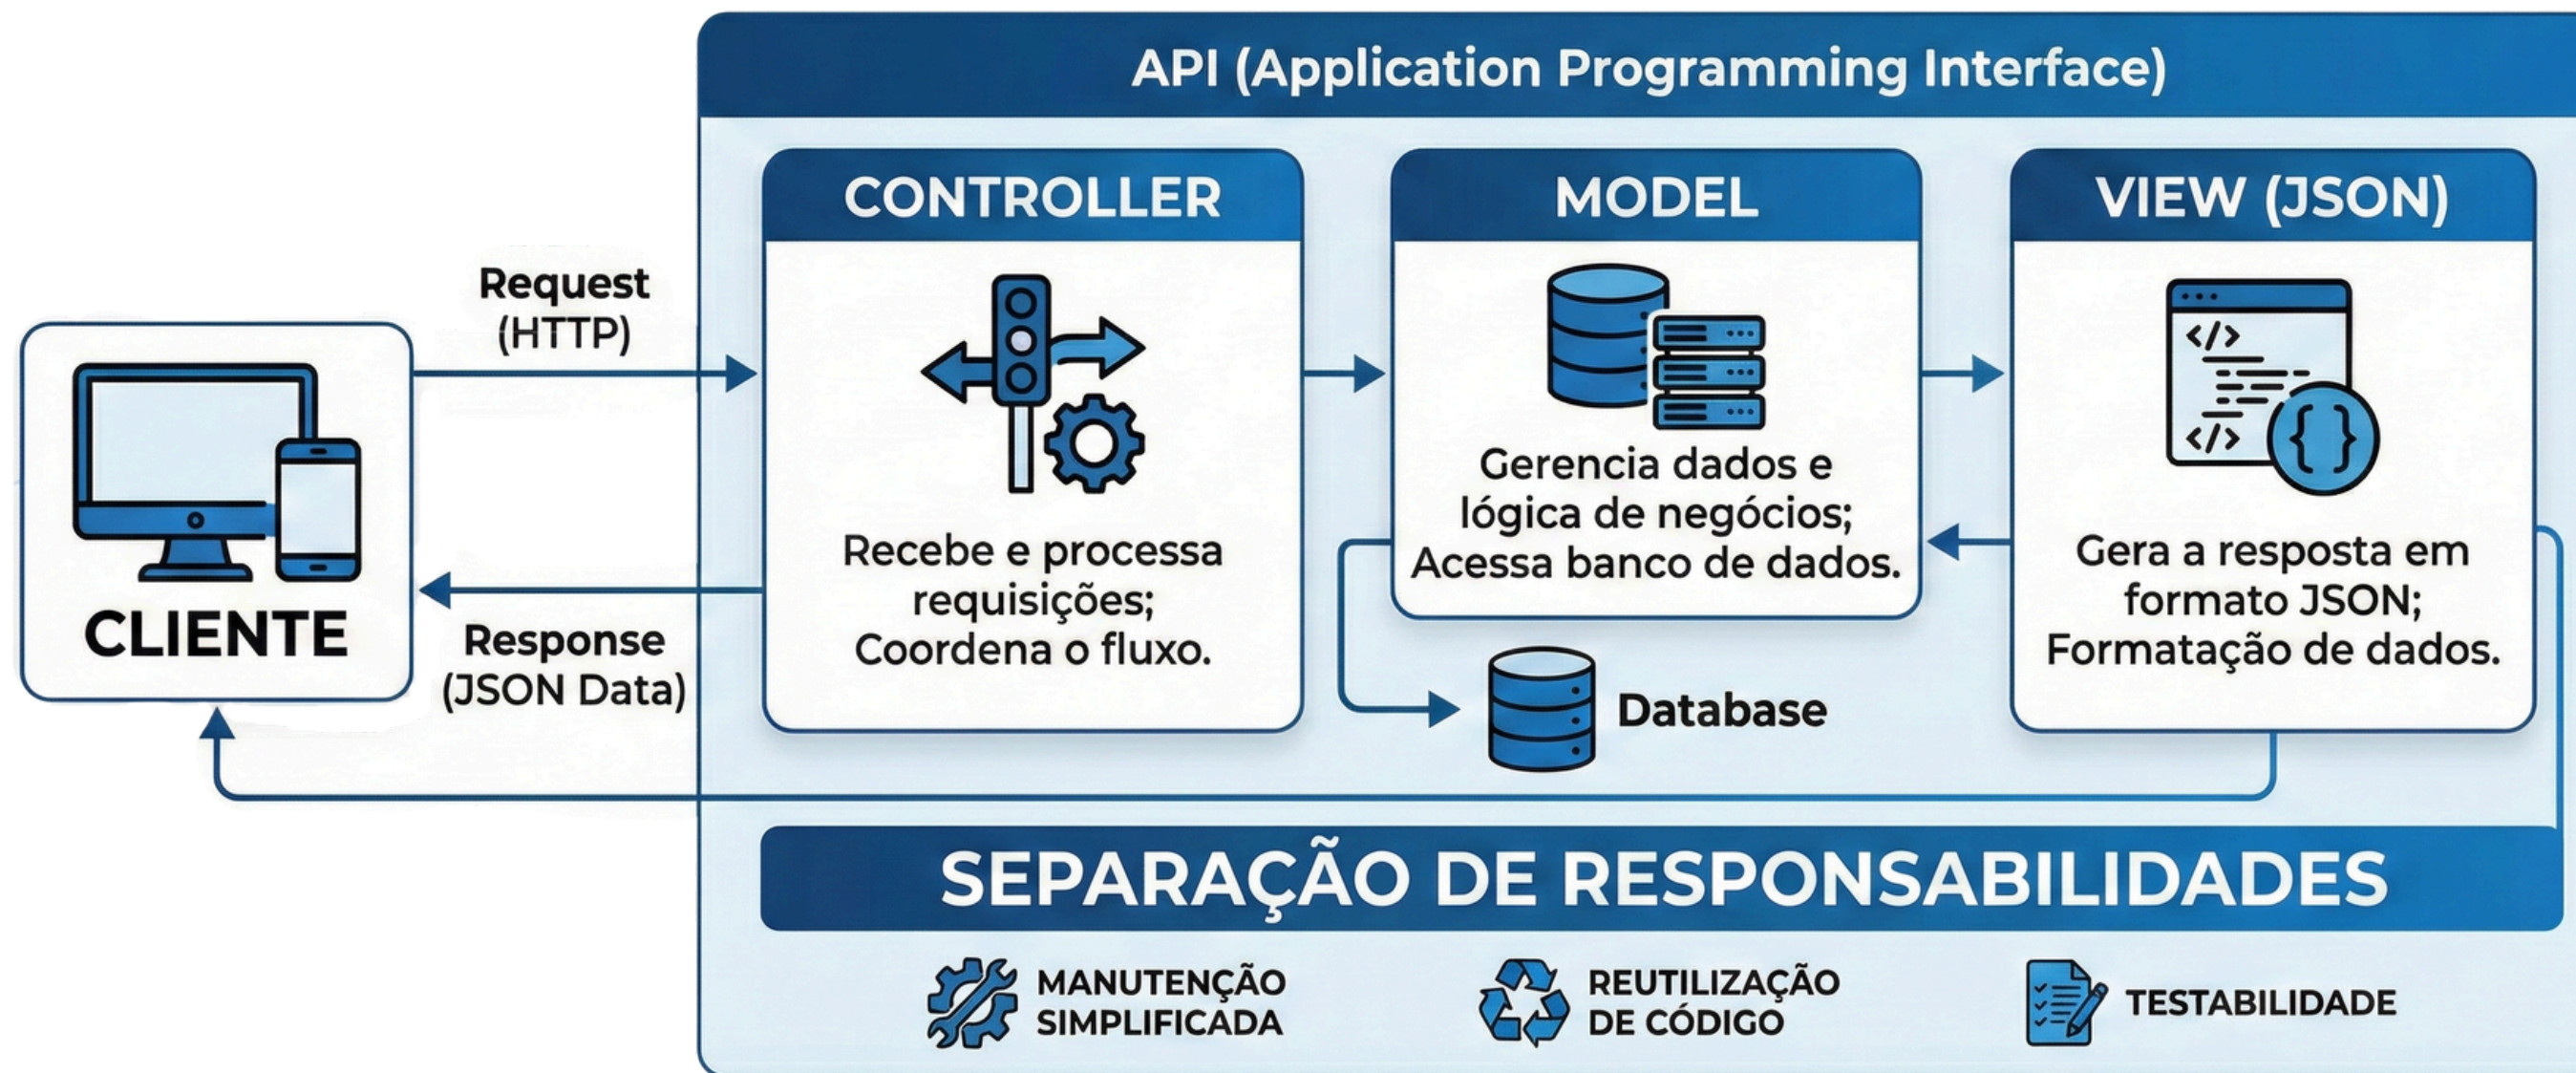 API (Application Programming Interface)
CONTROLLER
MODEL
VIEW (JSON)
Request
(HTTP)
CLIENTE
Response
(JSON Data)
Recebe e processa
requisições;
Coordena o fluxo.
Gerencia dados e
lógica de negócios;
Acessa banco de dados.
Database
</>
</>
{ }
Gera a resposta em
formato JSON;
Formatação de dados.
SEPARAÇÃO DE RESPONSABILIDADES
MANUTENÇÃO
SIMPLIFICADA
REUTILIZAÇÃO
DE CÓDIGO
TESTABILIDADE